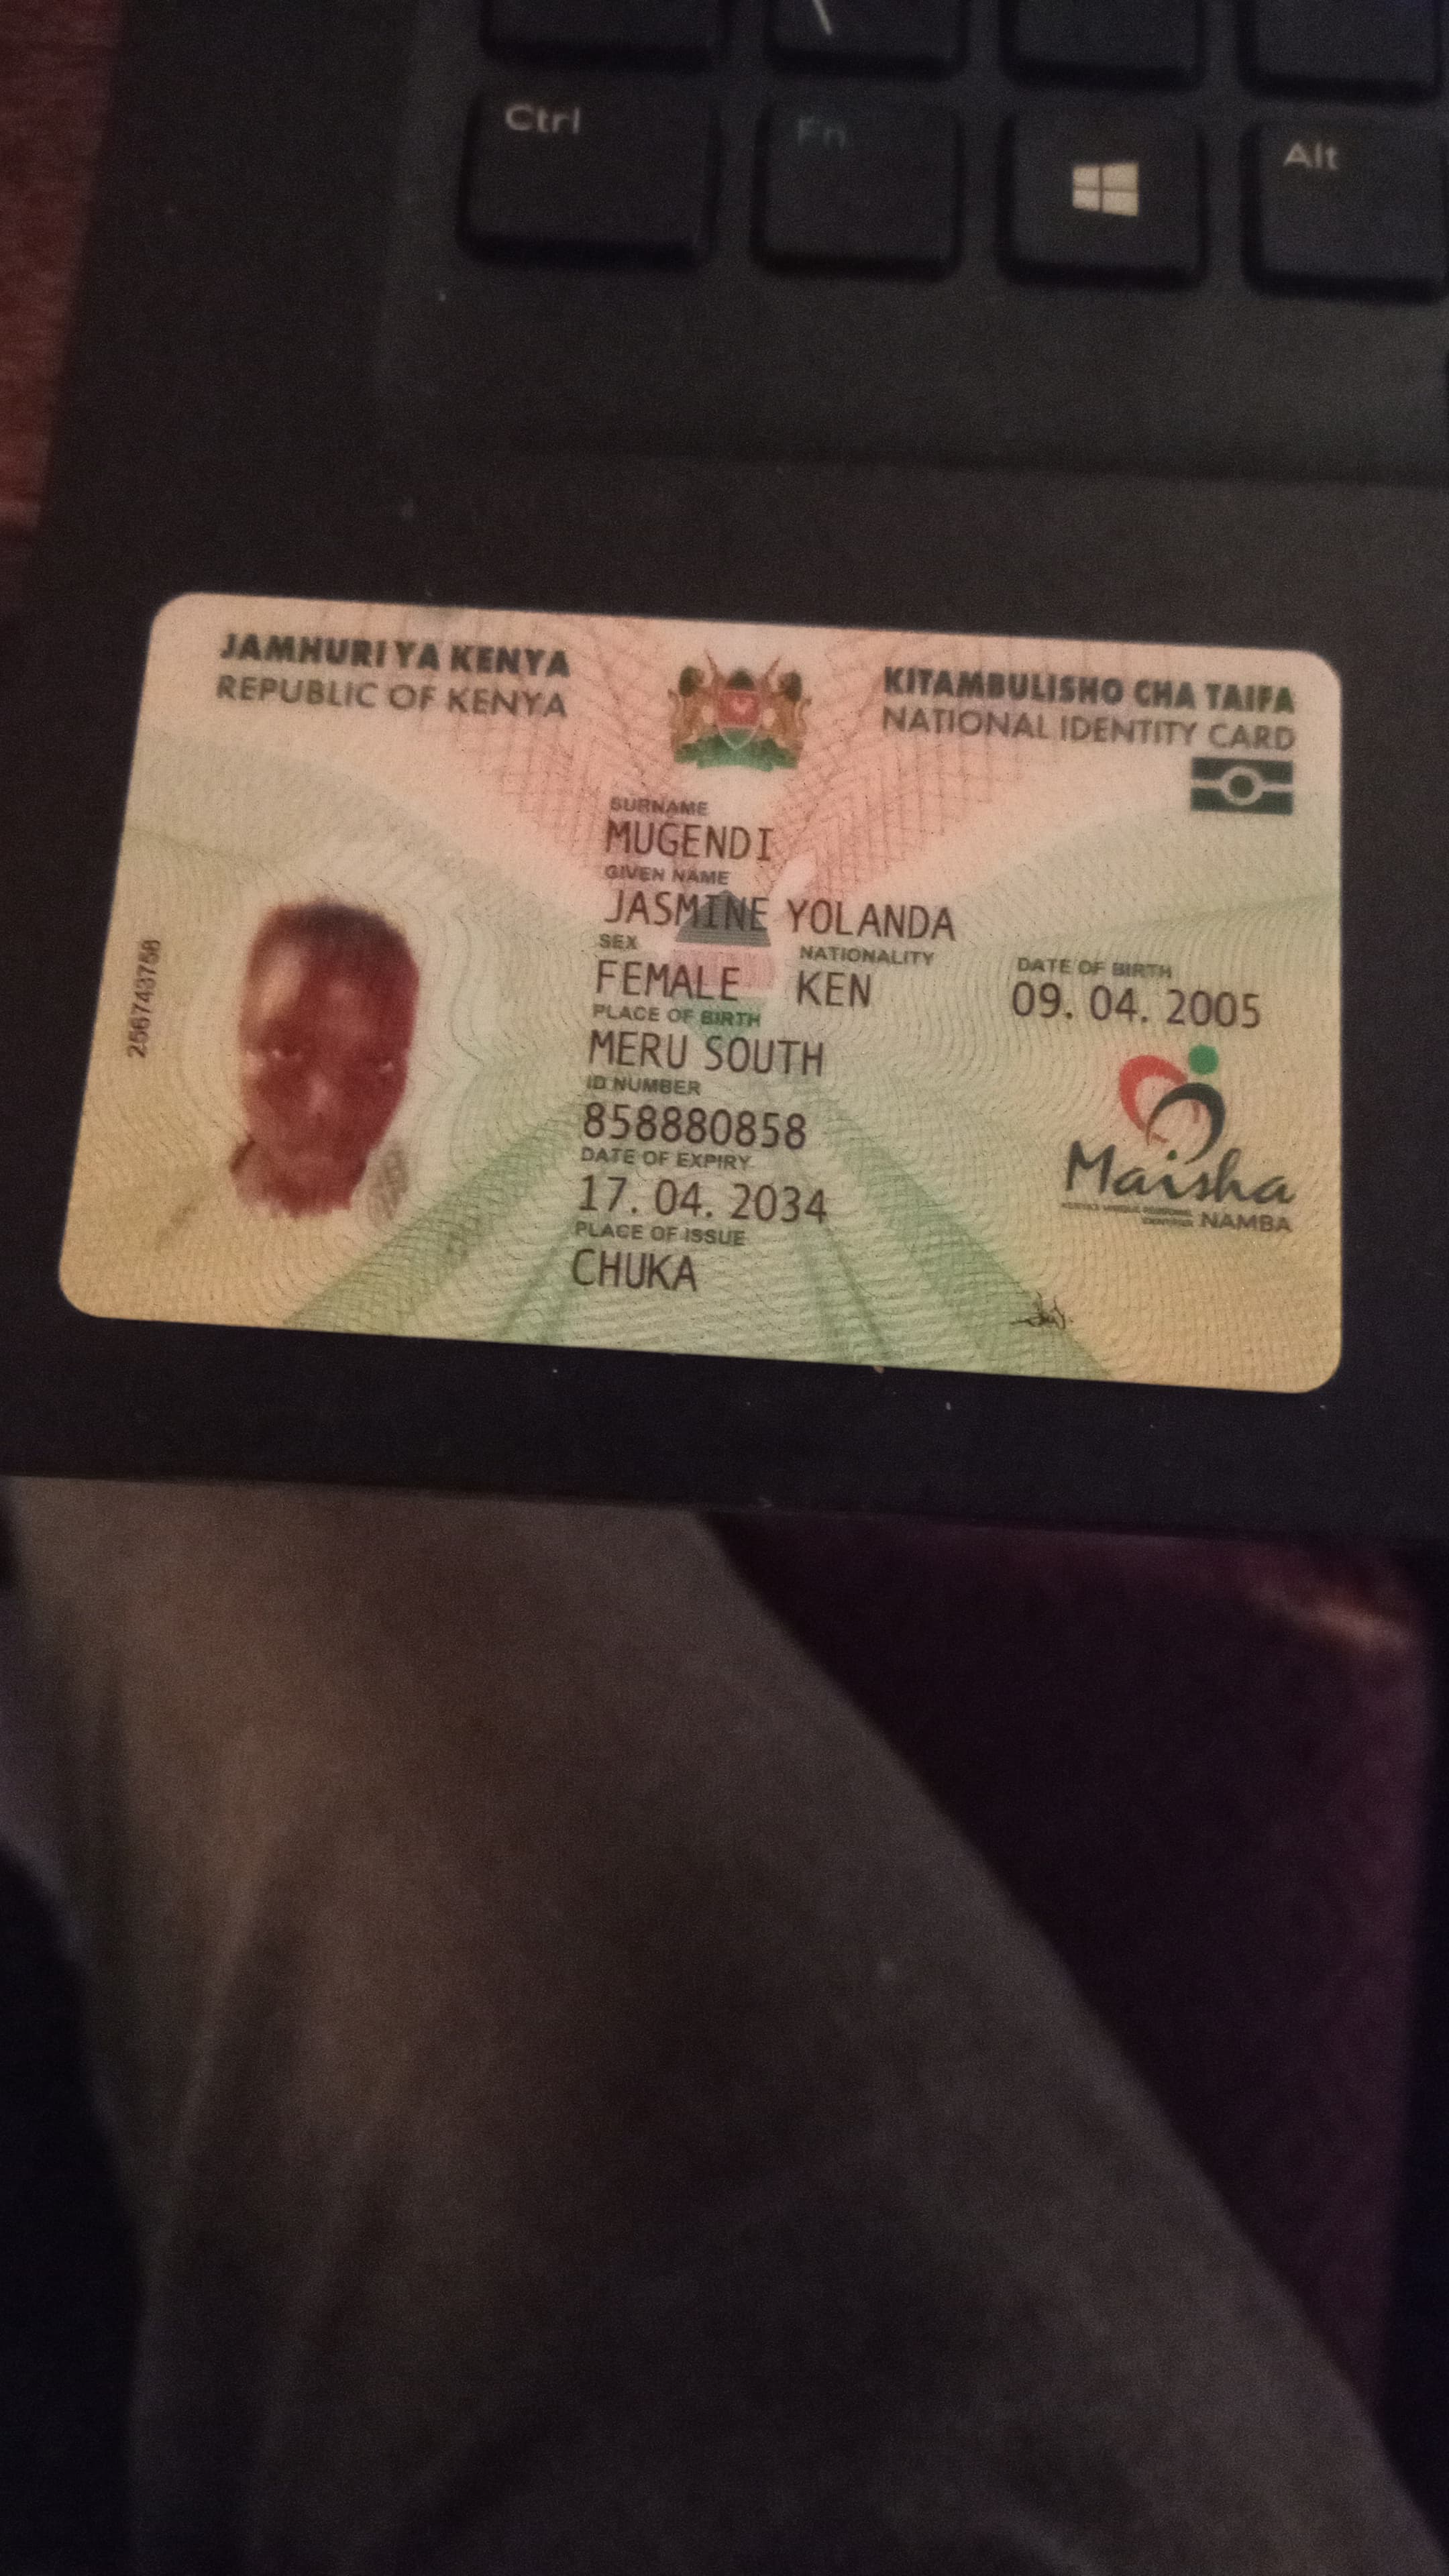 \
Ctrl
Fn
Alt
JAMHURI YA KENYA
REPUBLIC OF KENYA
KITAMBULISHO CHA TAIFA
NATIONAL IDENTITY CARD
SURNAME
MUGENDI
GIVEN NAME
JASMINE YOLANDA
SEX
FEMALE
NATIONALITY
KEN
DATE OF BIRTH
09. 04. 2005
PLACE OF BIRTH
MERU SOUTH
ID NUMBER
858880858
DATE OF EXPIRY
17. 04. 2034
PLACE OF ISSUE
CHUKA
256743758
Maisha
NAMBA